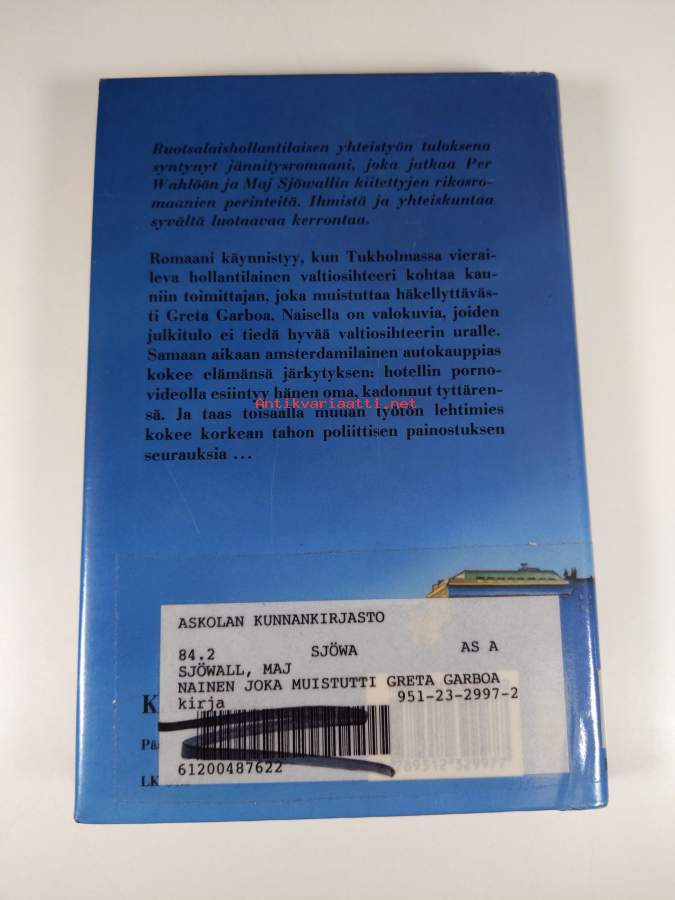 Ruotsalaishollantilaisen yhteistyön tuloksena
syntynyt jännitysromaani, joka jatkaa Per
Wahlöön ja Maj Sjöwallin kiitettyjen rikosro-
maanien perinteitä. Ihmistä ja yhteiskuntaa
syvältä luotaavaa kerrontaa.
Romaani käynnistyy, kun Tukholmassa vierai-
leva hollantilainen valtiosihteeri kohtaa kau-
niin toimittajan, joka muistuttaa häkellyttäväs-
ti Greta Garboa. Naisella on valokuvia, joiden
julkitulo ei tiedä hyvää valtiosihteerin uralle.
Samaan aikaan amsterdamilainen autokauppias
kokee elämänsä järkytyksen: hotellin porno-
videolla esiintyy hänen oma, kadonnut tyttären-
Antikvariaatti.net
sä. Ja taas toisaalla muuan työtön lehtimies
kokee korkean tahon poliittisen painostuksen
seurauksia ...
ASKOLAN KUNNANKIRJASTO
84.2 SJÖWA AS A
SJÖWALL, MAJ
NAINEN JOKA MUISTUTTI GRETA GARBOA
kirja 951-23-2997-2
K
Pä
LK
61200487622
9789512329977